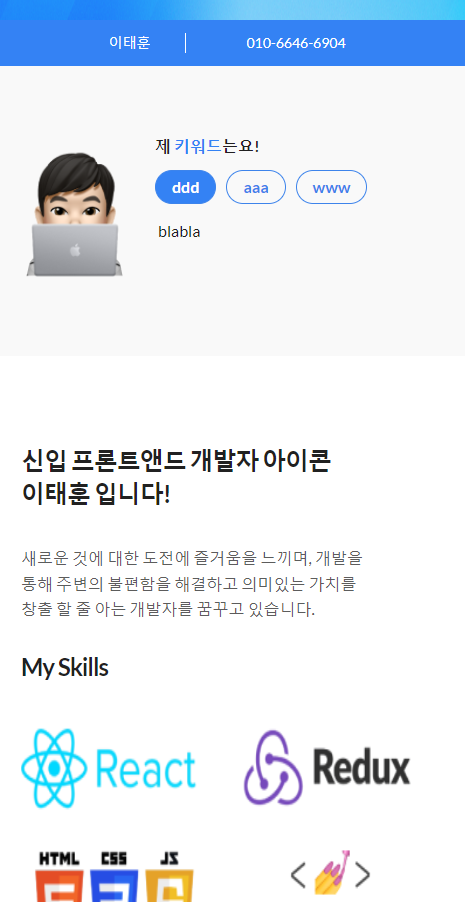 이태훈 010-6646-6904
제 키워드는요!
ddd aaa www
blabla
신입 프론트앤드 개발자 아이콘
이태훈 입니다!
새로운 것에 대한 도전에 즐거움을 느끼며, 개발을
통해 주변의 불편함을 해결하고 의미있는 가치를
창출 할 줄 아는 개발자를 꿈꾸고 있습니다.
My Skills
React Redux
HTML CSS JS